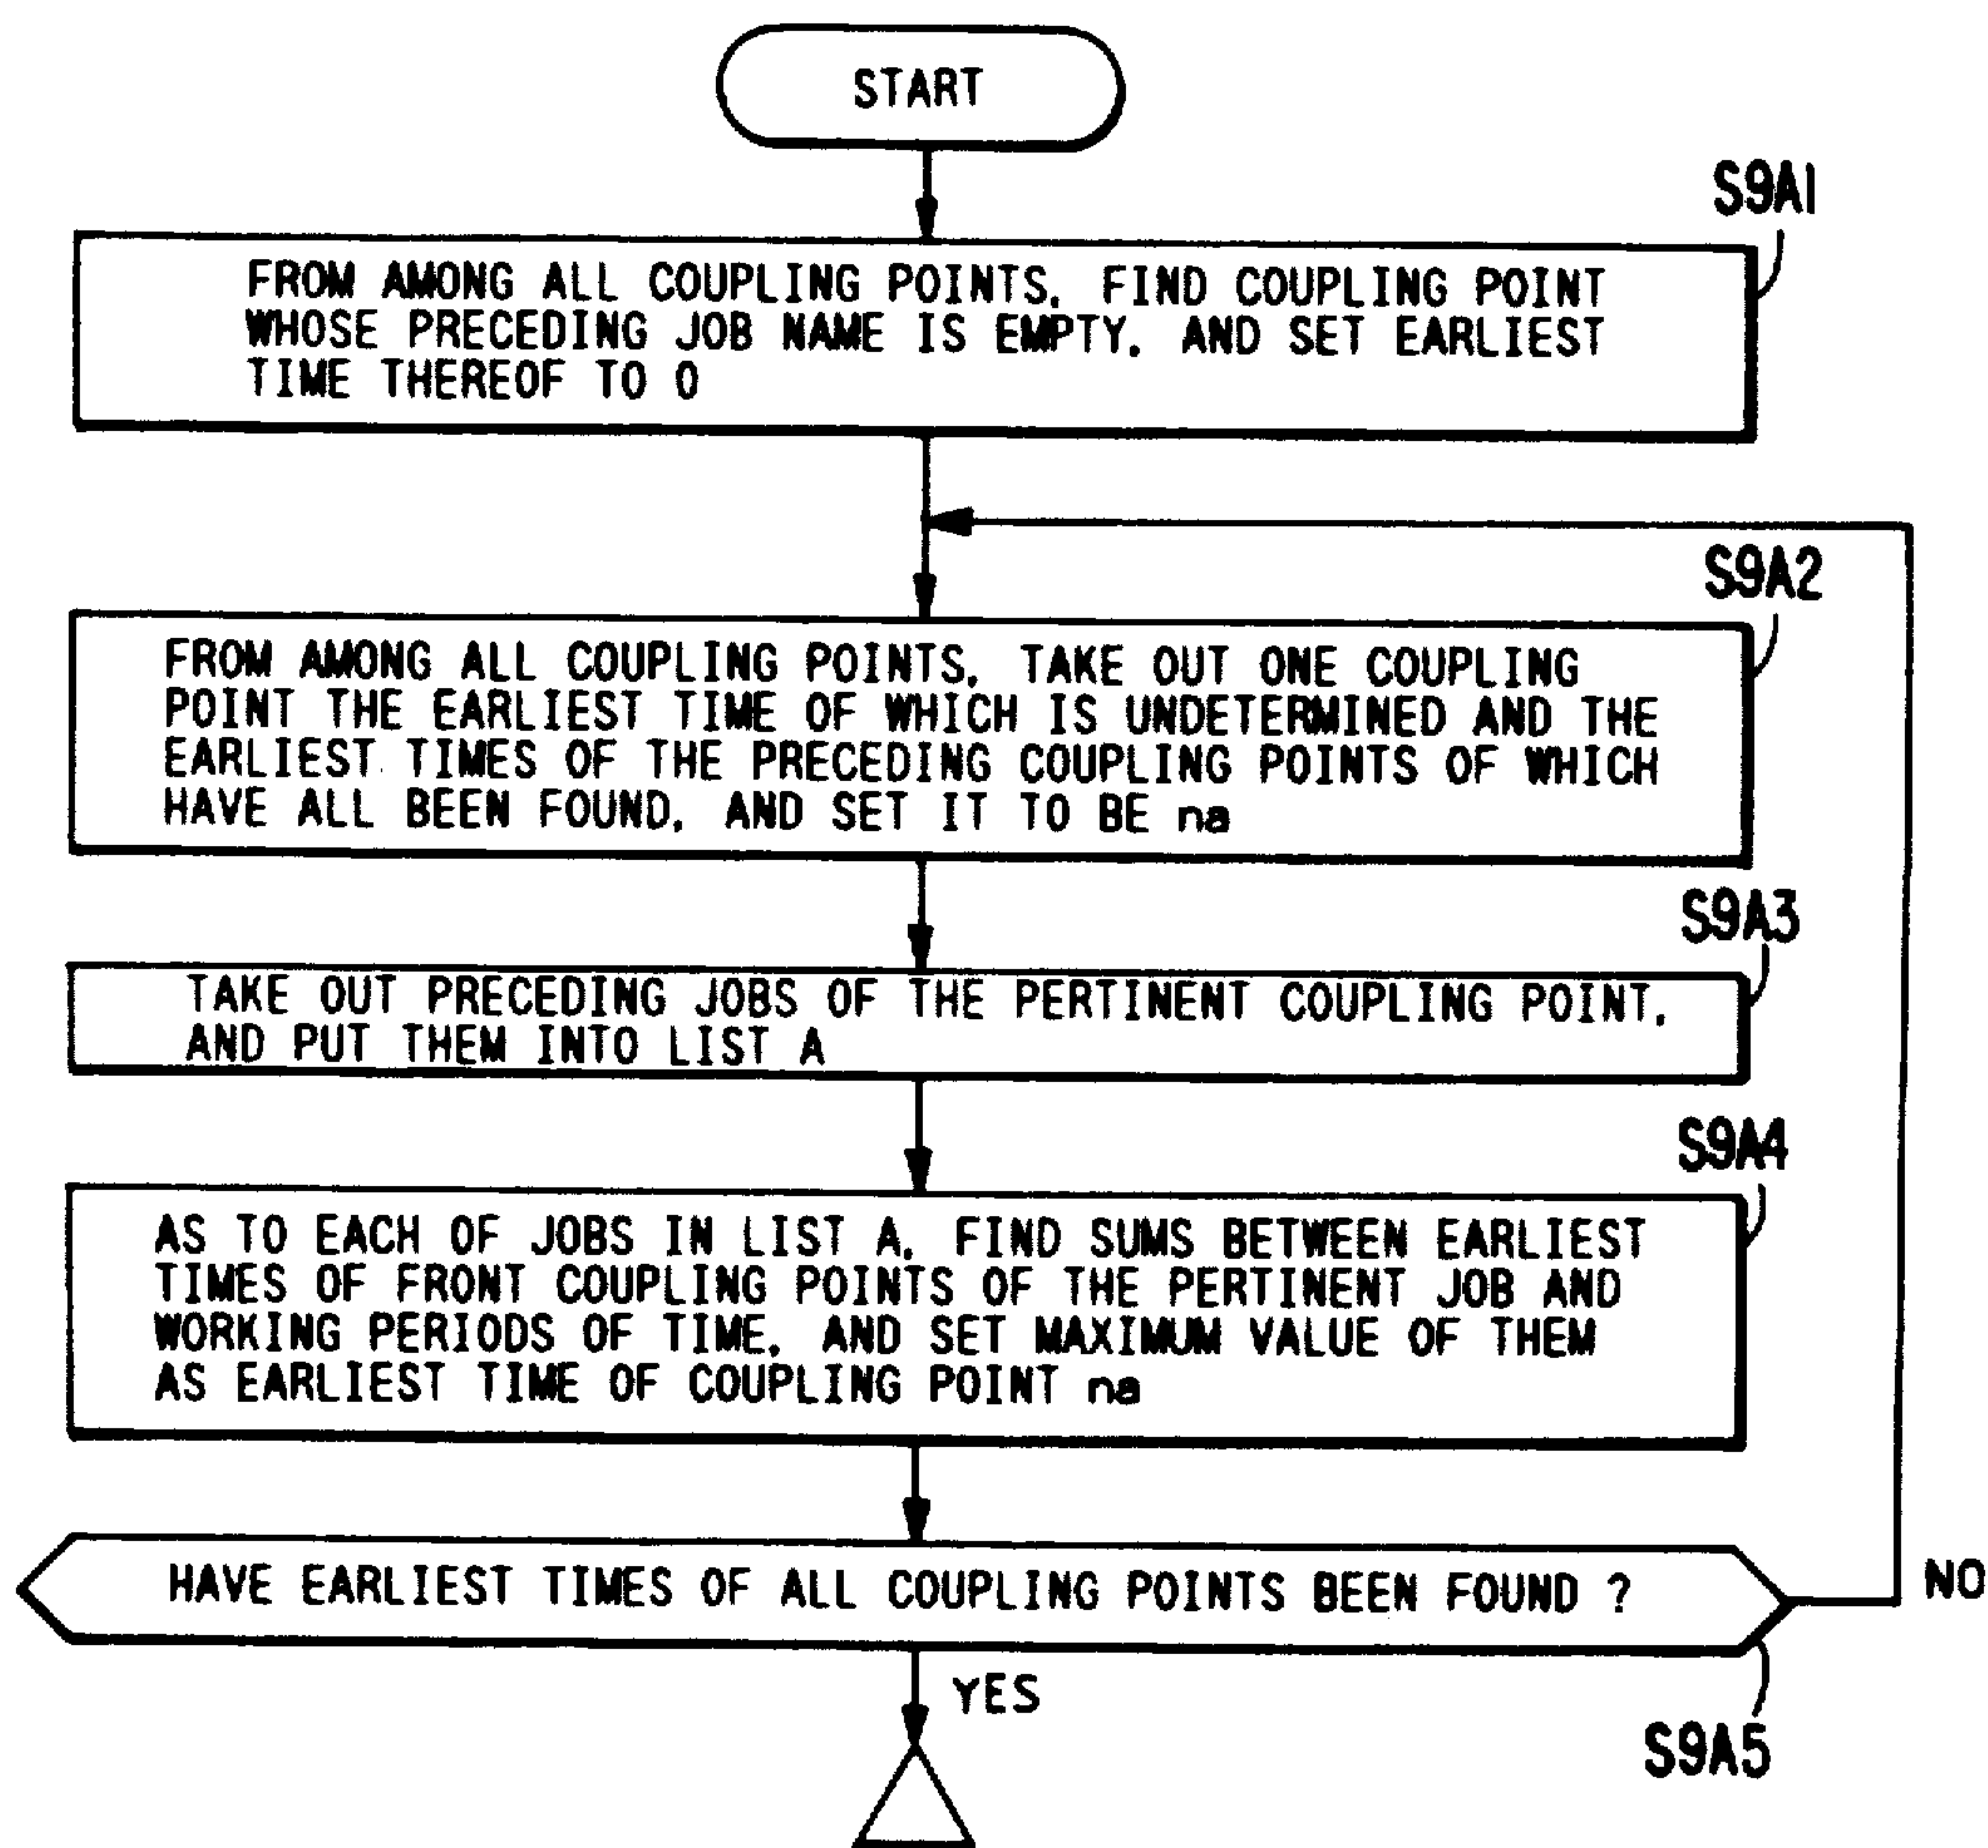 START
S9A1
FROM AMONG ALL COUPLING POINTS, FIND COUPLING POINT
WHOSE PRECEDING JOB NAME IS EMPTY, AND SET EARLIEST
TIME THEREOF TO 0
S9A2
FROM AMONG ALL COUPLING POINTS, TAKE OUT ONE COUPLING
POINT THE EARLIEST TIME OF WHICH IS UNDETERMINED AND THE
EARLIEST TIMES OF THE PRECEDING COUPLING POINTS OF WHICH
HAVE ALL BEEN FOUND, AND SET IT TO BE na
S9A3
TAKE OUT PRECEDING JOBS OF THE PERTINENT COUPLING POINT,
AND PUT THEM INTO LIST A
S9A4
AS TO EACH OF JOBS IN LIST A, FIND SUMS BETWEEN EARLIEST
TIMES OF FRONT COUPLING POINTS OF THE PERTINENT JOB AND
WORKING PERIODS OF TIME, AND SET MAXIMUM VALUE OF THEM
AS EARLIEST TIME OF COUPLING POINT na
HAVE EARLIEST TIMES OF ALL COUPLING POINTS BEEN FOUND ?
NO
YES
S9A5